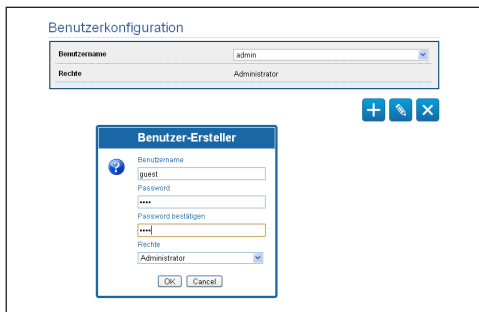 Benutzerkonfiguration
Benutzername admin
Rechte Administrator
Benutzer-Ersteller
Benutzername
guest
Password
••••
Password bestätigen
••••
Rechte
Administrator
OK Cancel